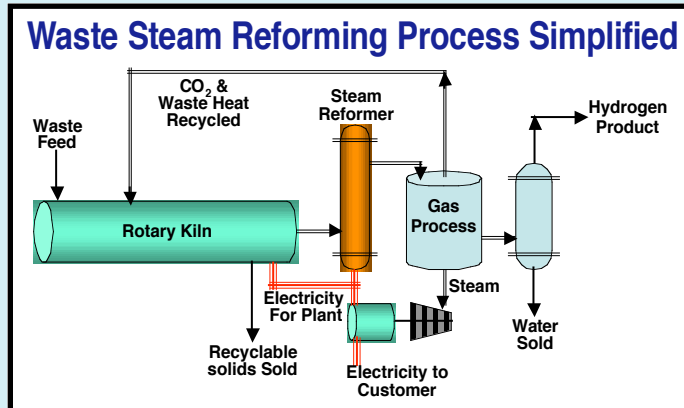 Waste Steam Reforming Process Simplified
CO2 &
Waste Heat
Recycled
Steam
Reformer
Hydrogen
Product
Waste
Feed
Rotary Kiln
Gas
Process
Electricity
For Plant
Steam
Recyclable
solids Sold
Water
Sold
Electricity to
Customer